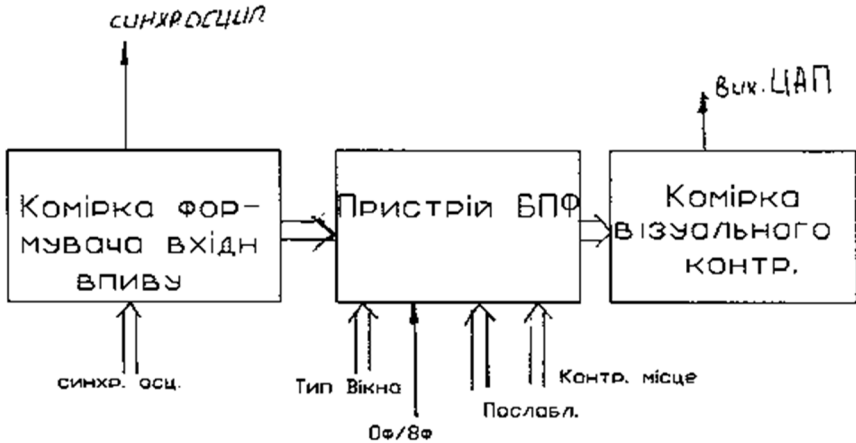 синхр.осцил
Вих. ЦАП
Комірка фор-
мувача вхідн
впиву
Пристрій БПФ
Комірка
візуального
контр.
синхр. осц.
Тип Вікна
0ф/8ф
Послабл.
Контр. місце